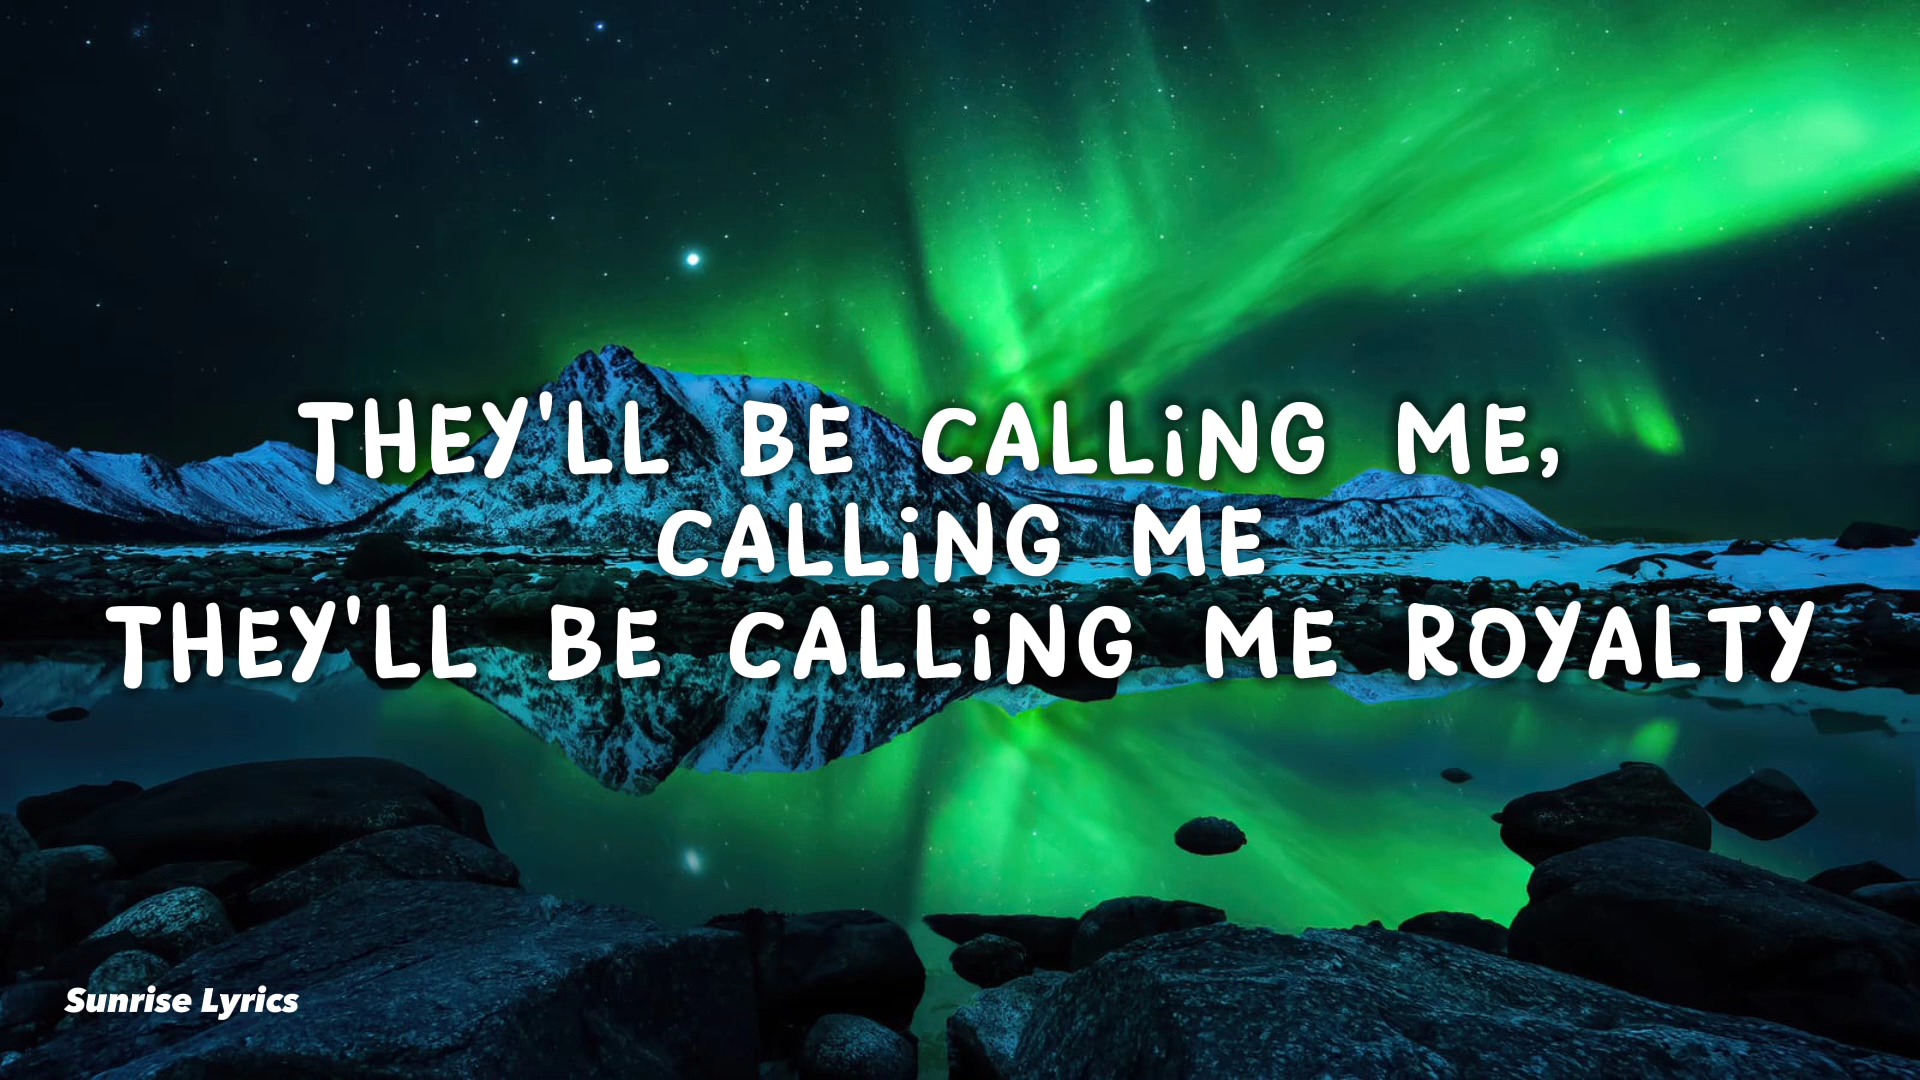 THEY'LL BE CALLiNG ME,
CALLiNG ME
THEY'LL BE CALLiNG ME ROYALTY
Sunrise Lyrics